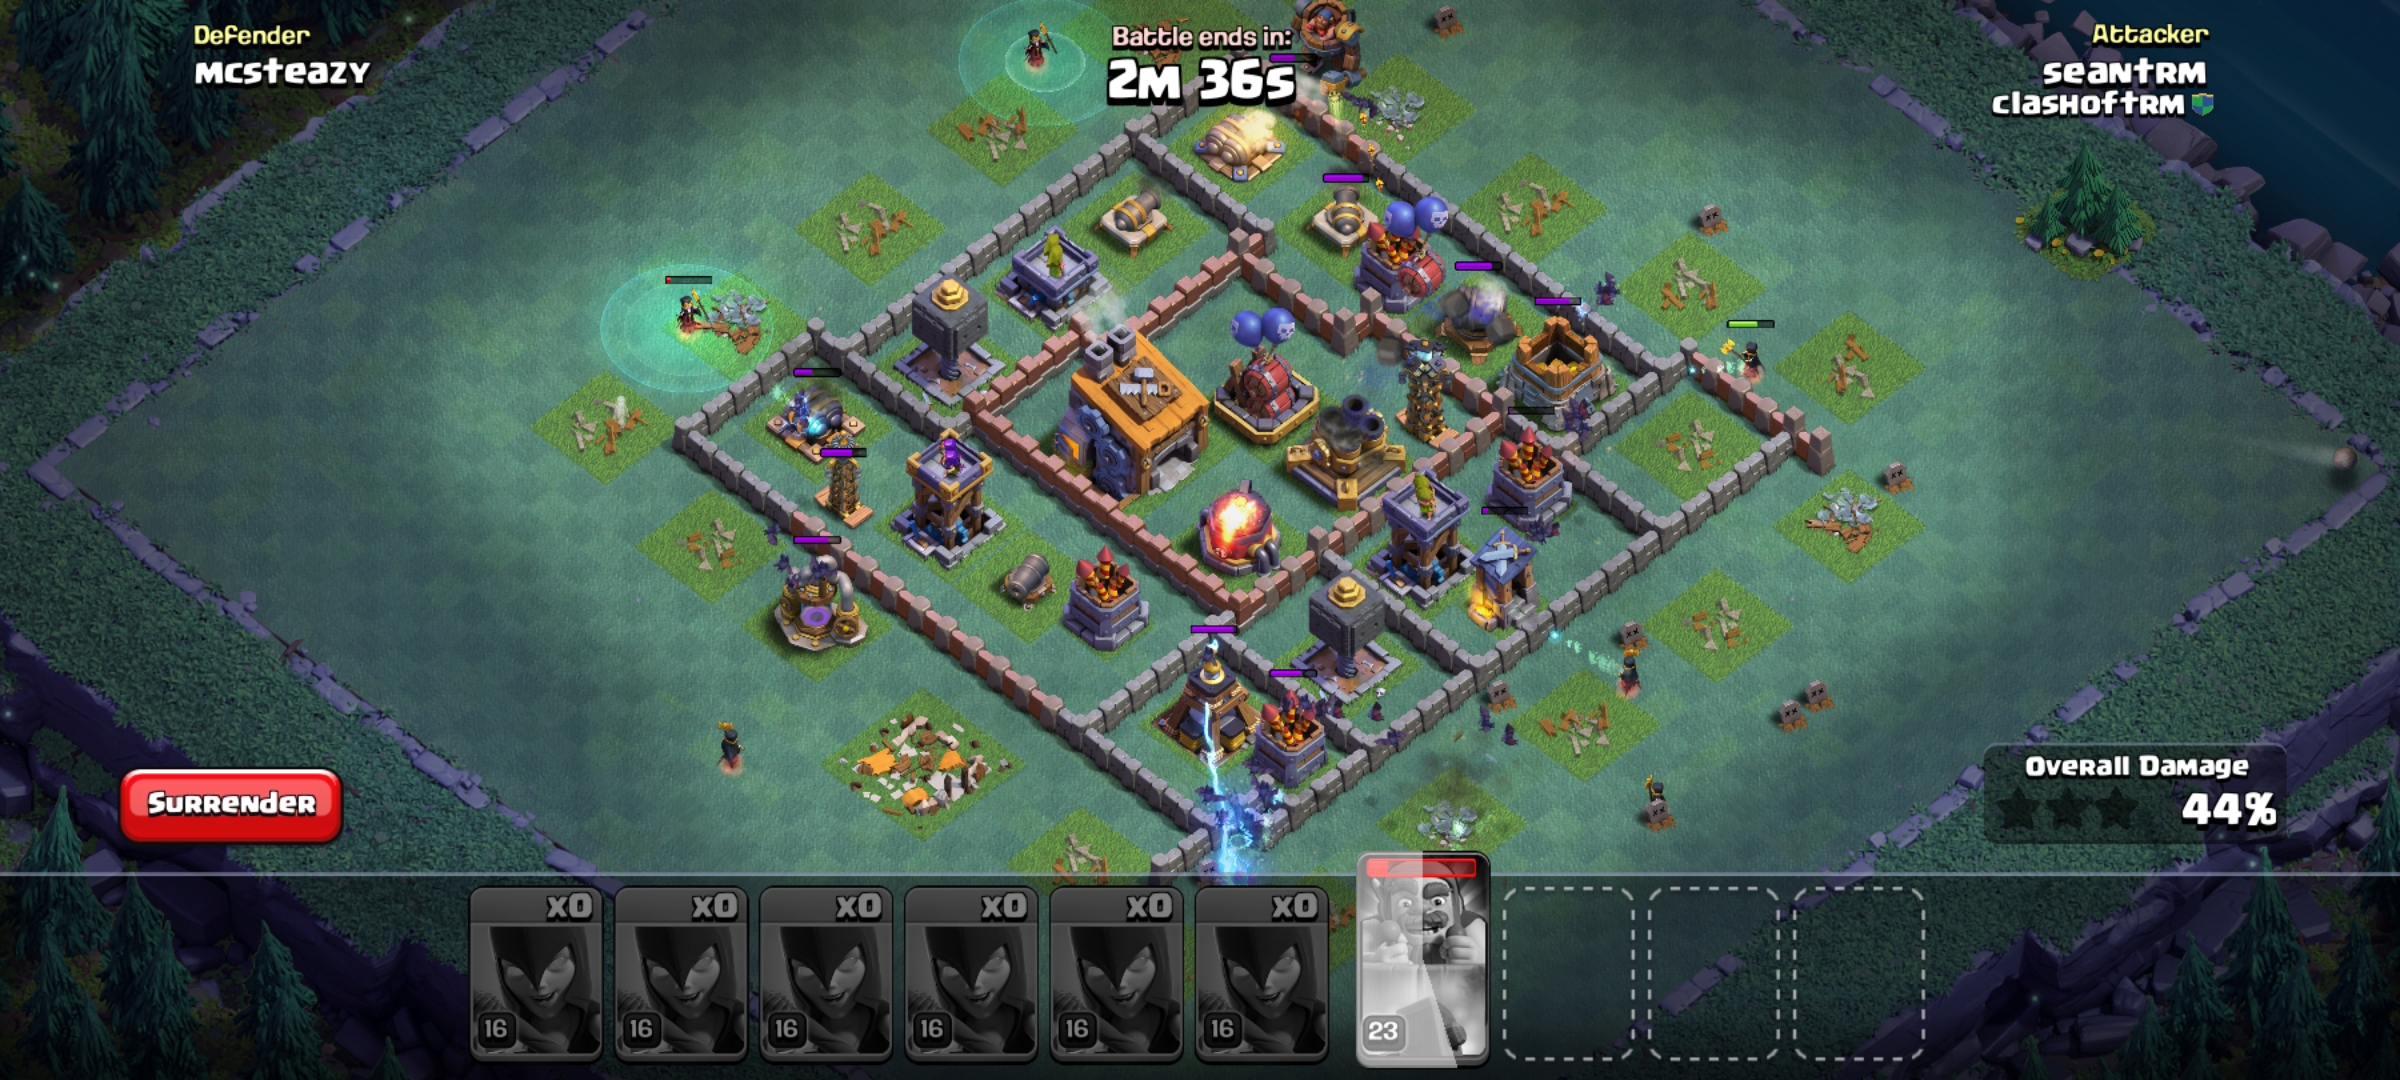 Defender
mcsteazy
Battle ends in:
2m 36s
Attacker
seantrm
clashoftrm
Surrender
Overall Damage
44%
x0
x0
x0
x0
x0
x0
16
16
16
16
16
16
23